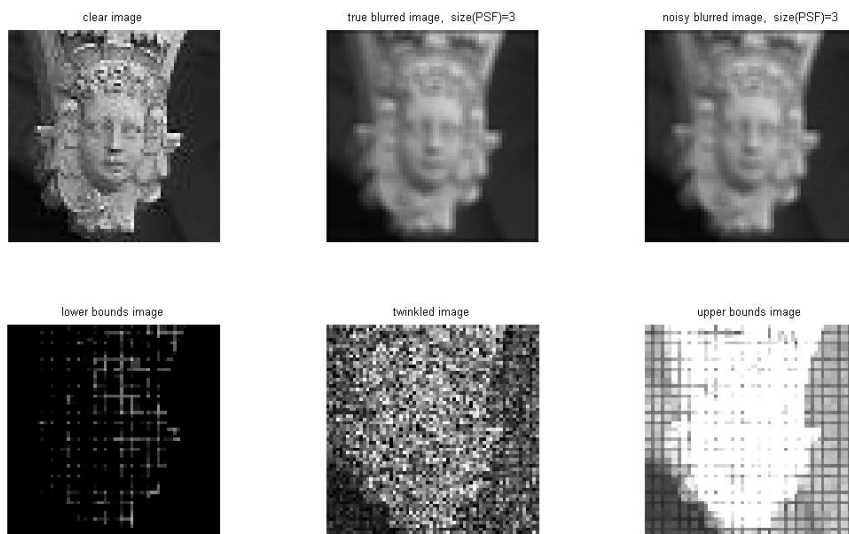 clear image
true blurred image,  size(PSF)=3
noisy blurred image,  size(PSF)=3
lower bounds image
twinkled image
upper bounds image